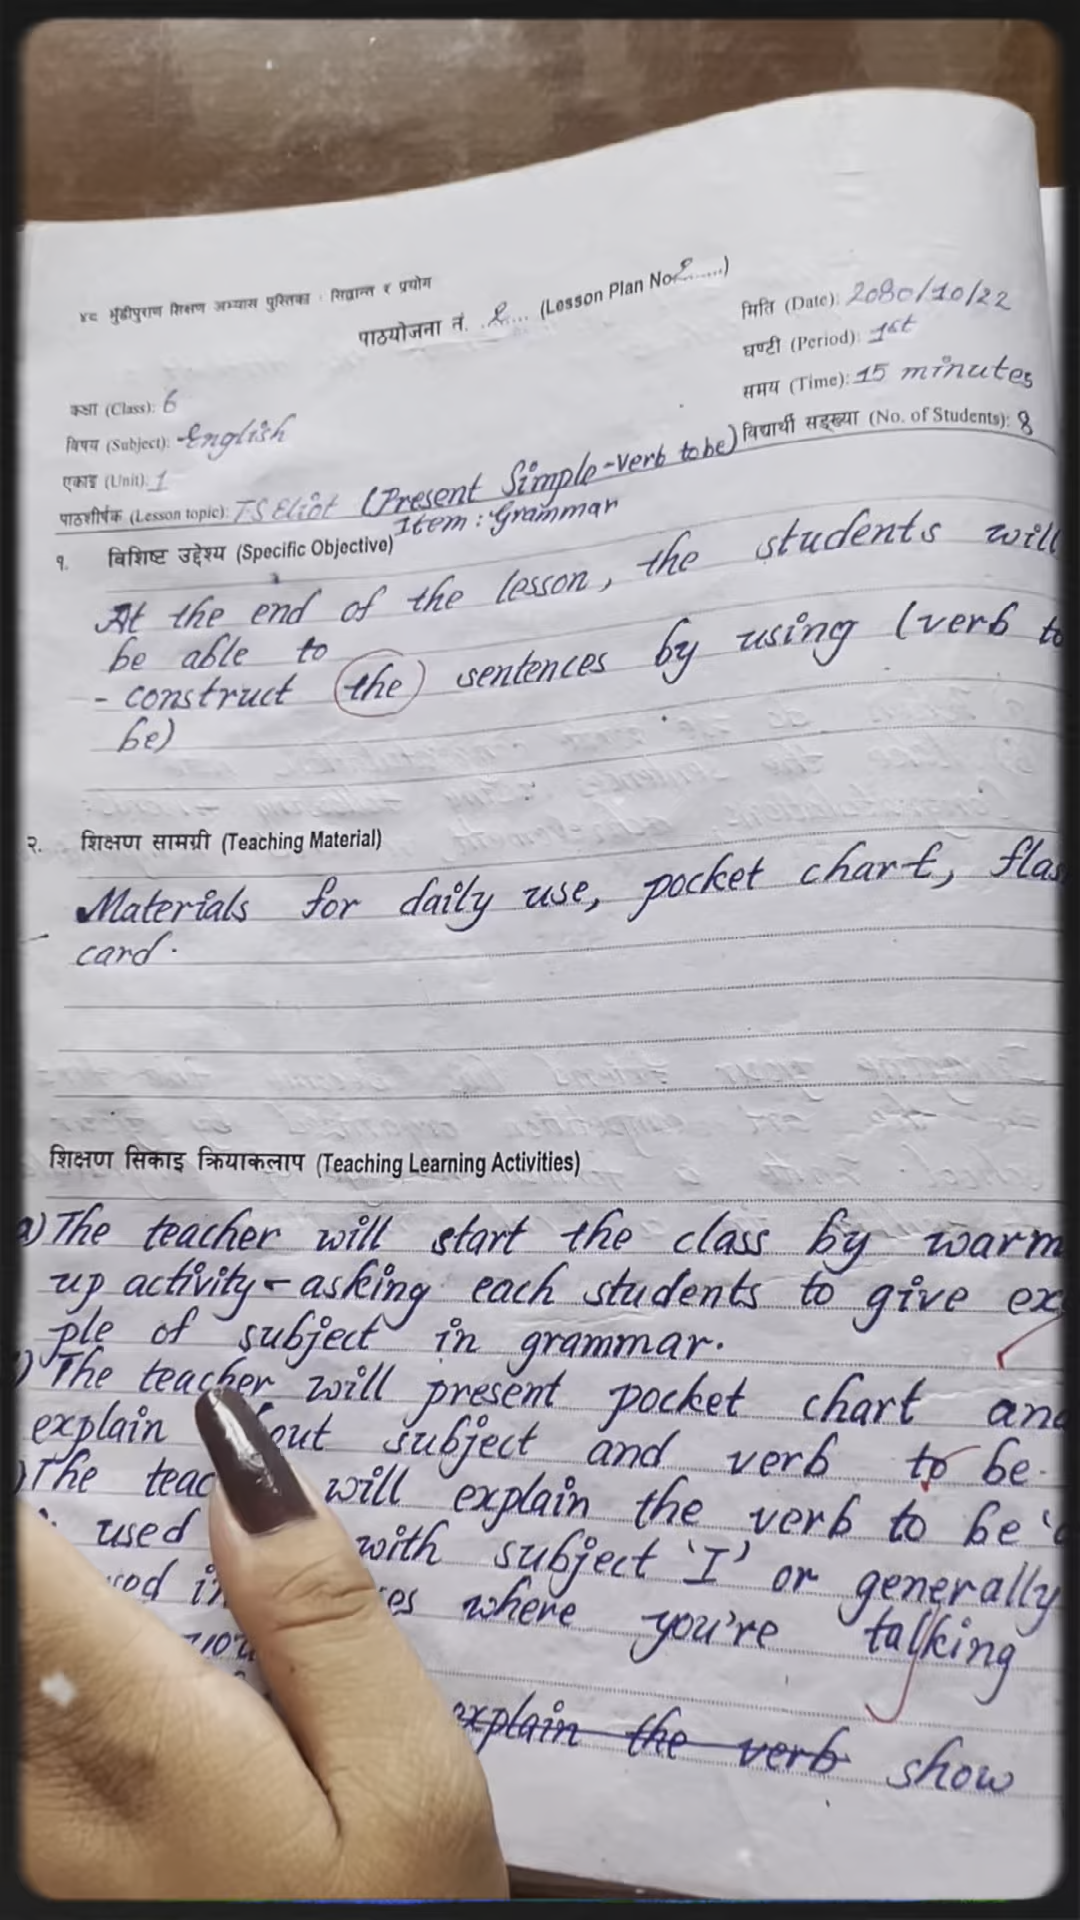 ४८ भुँडीपुराण शिक्षण अभ्यास पुस्तिका : सिद्धान्त र प्रयोग
पाठयोजना नं. 2 (Lesson Plan No 2 ......)
मिति (Date): 2080/10/22
घण्टी (Period): 1st
समय (Time): 15 minutes
विद्यार्थी सङ्ख्या (No. of Students): 8
कक्षा (Class): 6
विषय (Subject): English
एकाइ (Unit): 1
पाठशीर्षक (Lesson topic): TS Eliot (Present Simple-Verb to be)
Item : Grammar
१. विशिष्ट उद्देश्य (Specific Objective)
At the end of the lesson, the students will
be able to
- construct the sentences by using (verb to
be)
२. शिक्षण सामग्री (Teaching Material)
Materials for daily use, pocket chart,
card.
शिक्षण सिकाइ क्रियाकलाप (Teaching Learning Activities)
a) The teacher will start the class by warm
up activity - asking each students to give
ple of subject in grammar.
) The teacher will present pocket chart and
explain subject and verb to be.
) The will explain the verb to be
used with subject 'I' or generally
where you're talking
explain the verb show